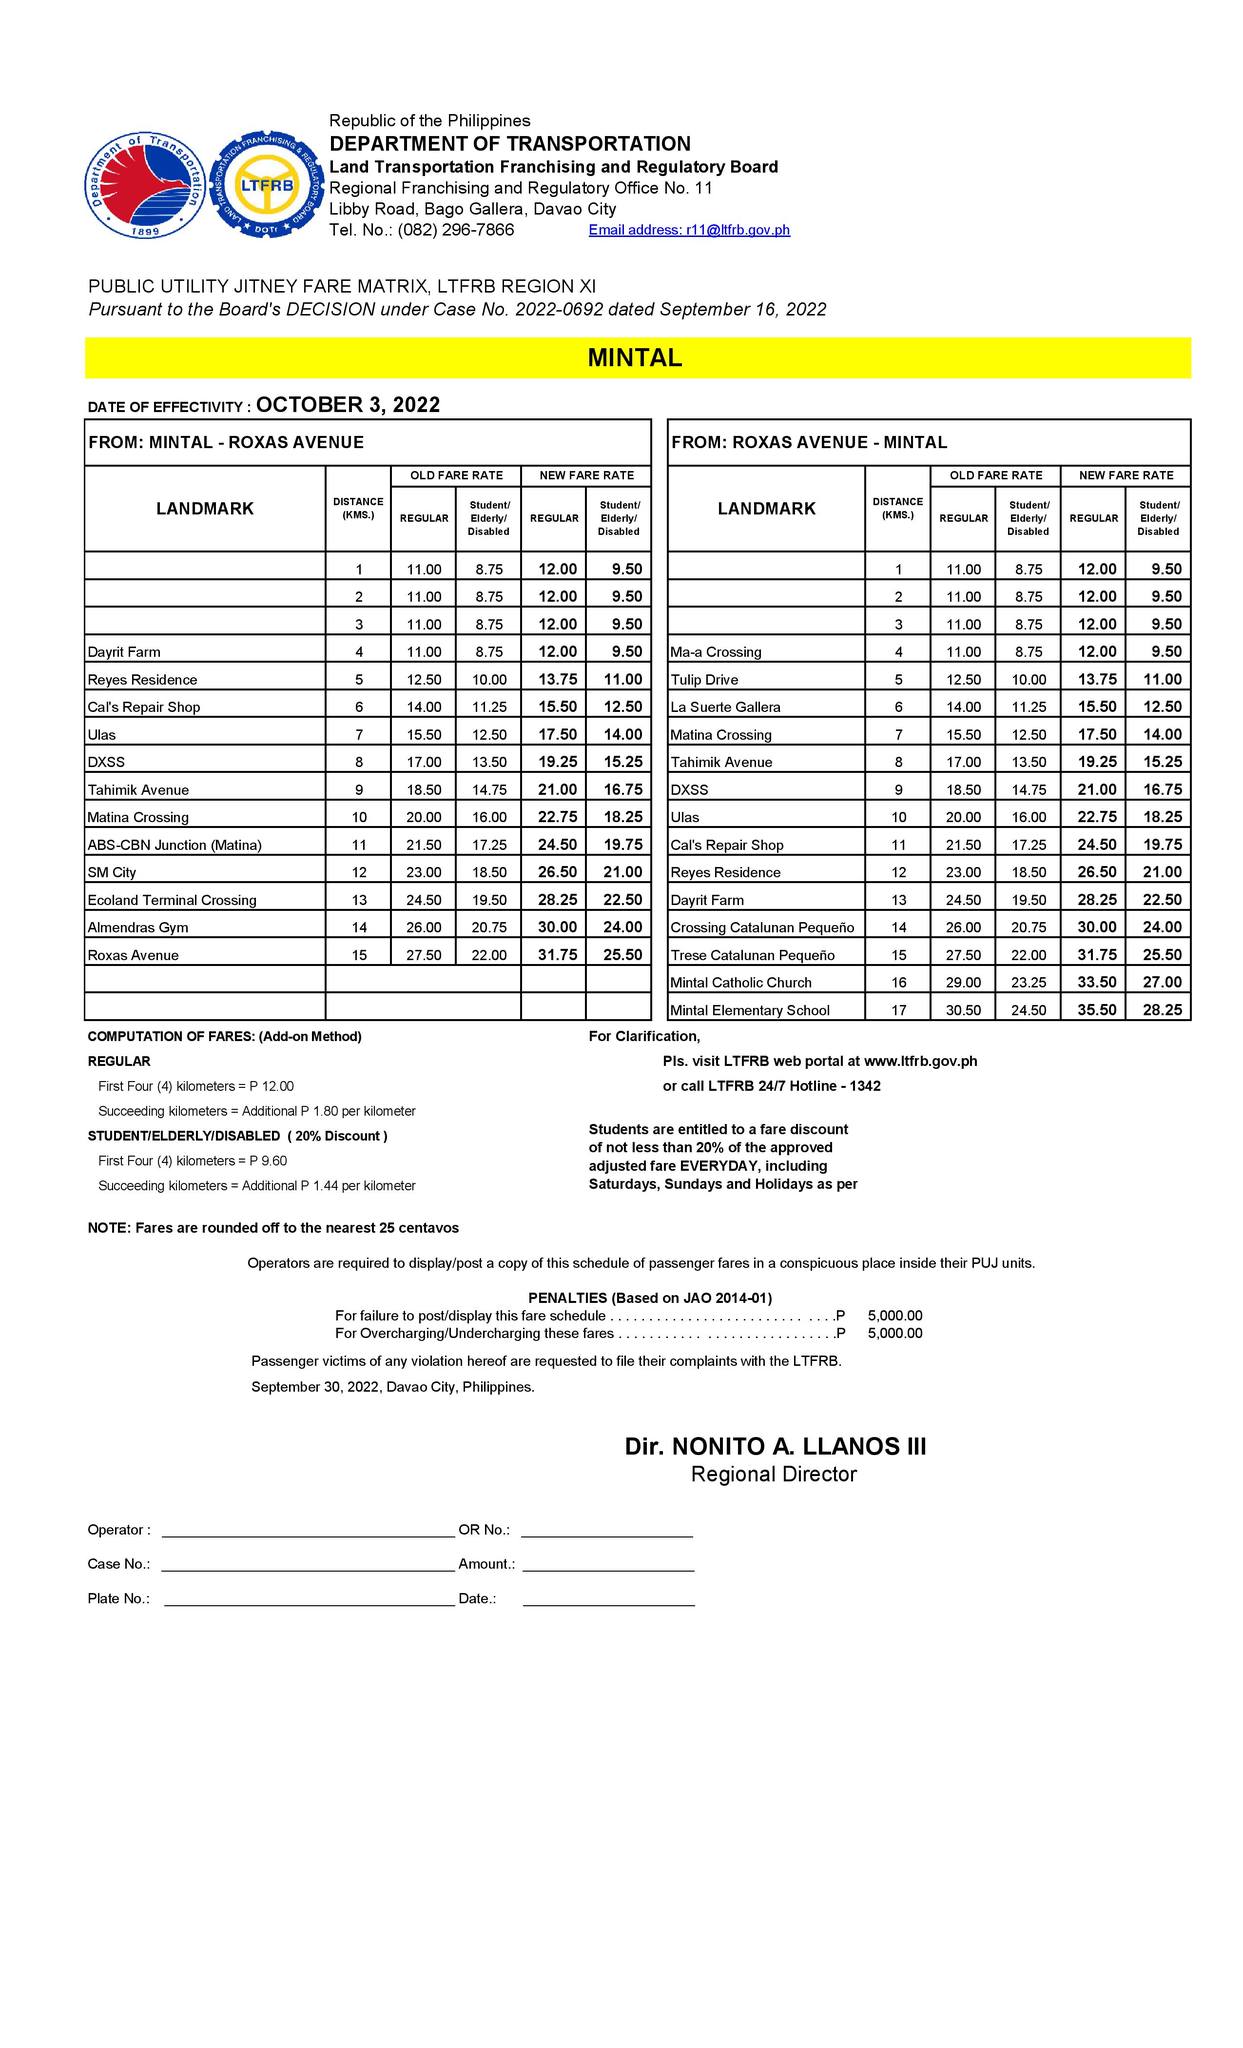 Republic of the Philippines
DEPARTMENT OF TRANSPORTATION
Land Transportation Franchising and Regulatory Board
Regional Franchising and Regulatory Office No. 11
Libby Road, Bago Gallera, Davao City
Tel. No.: (082) 296-7866 Email address: r11@ltfrb.gov.ph
Department of Transportation
1899
LAND TRANSPORTATION FRANCHISING & REGULATORY BOARD
LTFRB
DOTr
PUBLIC UTILITY JITNEY FARE MATRIX, LTFRB REGION XI
Pursuant to the Board's DECISION under Case No. 2022-0692 dated September 16, 2022
MINTAL
DATE OF EFFECTIVITY : OCTOBER 3, 2022
FROM: MINTAL - ROXAS AVENUE
LANDMARK DISTANCE (KMS.) OLD FARE RATE NEW FARE RATE
REGULAR Student/ Elderly/ Disabled REGULAR Student/ Elderly/ Disabled
1 11.00 8.75 12.00 9.50
2 11.00 8.75 12.00 9.50
3 11.00 8.75 12.00 9.50
Dayrit Farm 4 11.00 8.75 12.00 9.50
Reyes Residence 5 12.50 10.00 13.75 11.00
Cal's Repair Shop 6 14.00 11.25 15.50 12.50
Ulas 7 15.50 12.50 17.50 14.00
DXSS 8 17.00 13.50 19.25 15.25
Tahimik Avenue 9 18.50 14.75 21.00 16.75
Matina Crossing 10 20.00 16.00 22.75 18.25
ABS-CBN Junction (Matina) 11 21.50 17.25 24.50 19.75
SM City 12 23.00 18.50 26.50 21.00
Ecoland Terminal Crossing 13 24.50 19.50 28.25 22.50
Almendras Gym 14 26.00 20.75 30.00 24.00
Roxas Avenue 15 27.50 22.00 31.75 25.50
FROM: ROXAS AVENUE - MINTAL
LANDMARK DISTANCE (KMS.) OLD FARE RATE NEW FARE RATE
REGULAR Student/ Elderly/ Disabled REGULAR Student/ Elderly/ Disabled
1 11.00 8.75 12.00 9.50
2 11.00 8.75 12.00 9.50
3 11.00 8.75 12.00 9.50
Ma-a Crossing 4 11.00 8.75 12.00 9.50
Tulip Drive 5 12.50 10.00 13.75 11.00
La Suerte Gallera 6 14.00 11.25 15.50 12.50
Matina Crossing 7 15.50 12.50 17.50 14.00
Tahimik Avenue 8 17.00 13.50 19.25 15.25
DXSS 9 18.50 14.75 21.00 16.75
Ulas 10 20.00 16.00 22.75 18.25
Cal's Repair Shop 11 21.50 17.25 24.50 19.75
Reyes Residence 12 23.00 18.50 26.50 21.00
Dayrit Farm 13 24.50 19.50 28.25 22.50
Crossing Catalunan Pequeño 14 26.00 20.75 30.00 24.00
Trese Catalunan Pequeño 15 27.50 22.00 31.75 25.50
Mintal Catholic Church 16 29.00 23.25 33.50 27.00
Mintal Elementary School 17 30.50 24.50 35.50 28.25
COMPUTATION OF FARES: (Add-on Method)
REGULAR
First Four (4) kilometers = P 12.00
Succeeding kilometers = Additional P 1.80 per kilometer
STUDENT/ELDERLY/DISABLED ( 20% Discount )
First Four (4) kilometers = P 9.60
Succeeding kilometers = Additional P 1.44 per kilometer
For Clarification,
Pls. visit LTFRB web portal at www.ltfrb.gov.ph
or call LTFRB 24/7 Hotline - 1342
Students are entitled to a fare discount
of not less than 20% of the approved
adjusted fare EVERYDAY, including
Saturdays, Sundays and Holidays as per
NOTE: Fares are rounded off to the nearest 25 centavos
Operators are required to display/post a copy of this schedule of passenger fares in a conspicuous place inside their PUJ units.
PENALTIES (Based on JAO 2014-01)
For failure to post/display this fare schedule . . . . . . . . . . . . . . . . . . . . . . . . . . . . .P 5,000.00
For Overcharging/Undercharging these fares . . . . . . . . . . . . . . . . . . . . . . . . . . . .P 5,000.00
Passenger victims of any violation hereof are requested to file their complaints with the LTFRB.
September 30, 2022, Davao City, Philippines.
Dir. NONITO A. LLANOS III
Regional Director
Operator : OR No.:
Case No.: Amount.:
Plate No.: Date.: